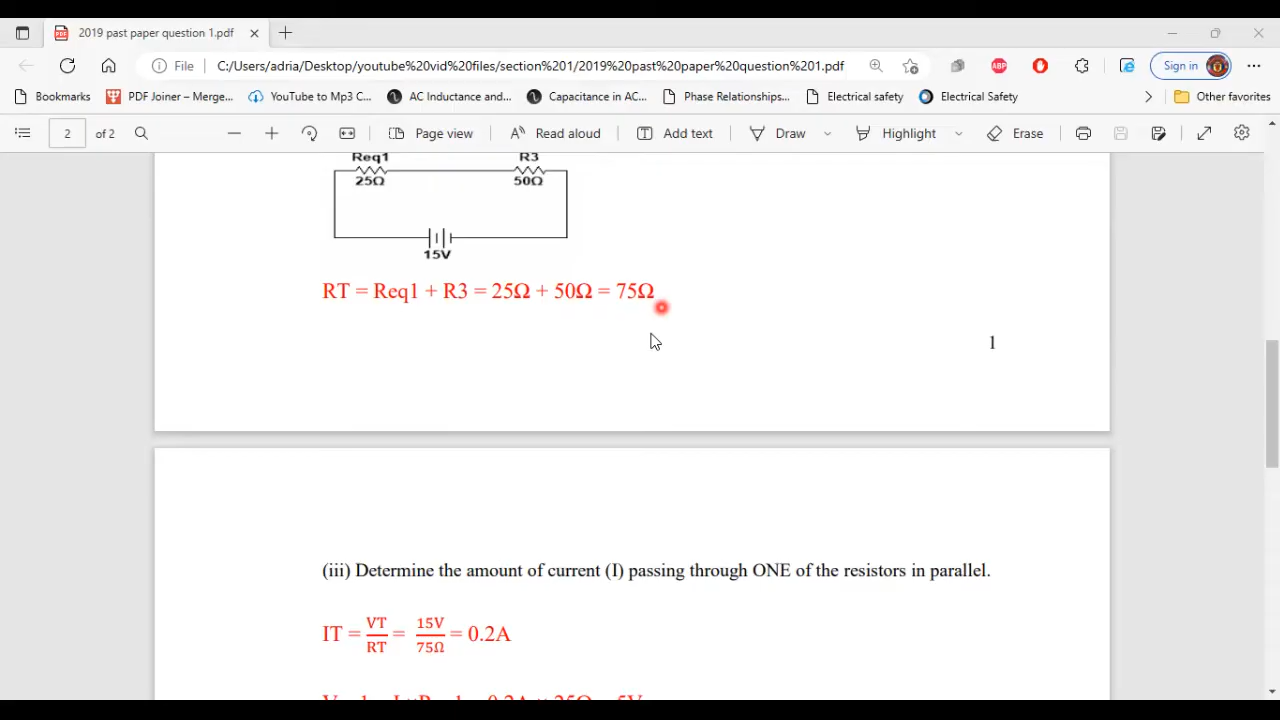 2019 past paper question 1.pdf
File C:/Users/adria/Desktop/youtube%20vid%20files/section%201/2019%20past%20paper%20question%201.pdf ABP Sign in
Bookmarks PDF Joiner – Merge... YouTube to Mp3 C... AC Inductance and... Capacitance in AC... Phase Relationships... Electrical safety Electrical Safety Other favorites
2 of 2 Page view Read aloud Add text Draw Highlight Erase
Req1 R3
25Ω 50Ω
15V
RT = Req1 + R3 = 25Ω + 50Ω = 75Ω
1
(iii) Determine the amount of current (I) passing through ONE of the resistors in parallel.
IT = VT/RT = 15V/75Ω = 0.2A